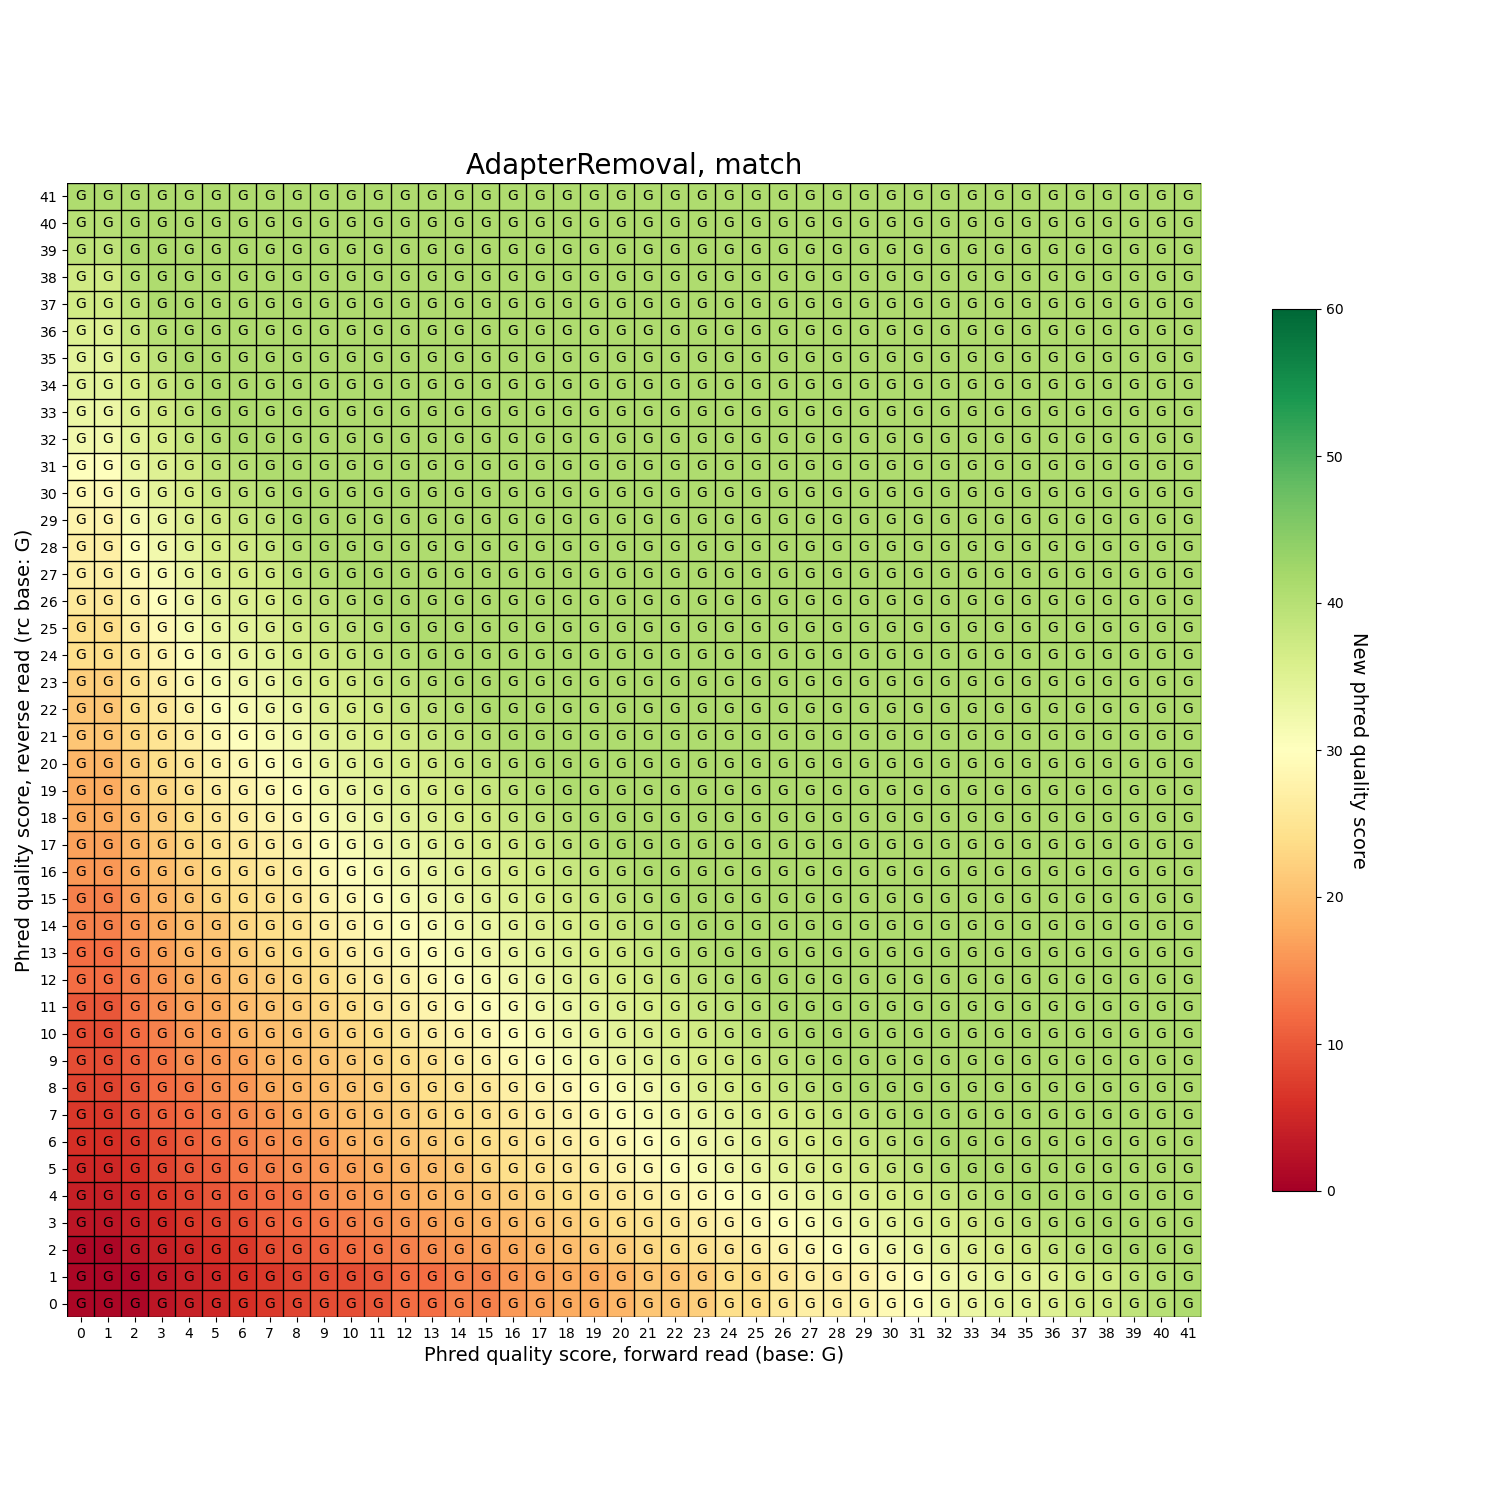 AdapterRemoval, match
41 G G G G G G G G G G G G G G G G G G G G G G G G G G G G G G G G G G G G G G G G G G
40 G G G G G G G G G G G G G G G G G G G G G G G G G G G G G G G G G G G G G G G G G G
39 G G G G G G G G G G G G G G G G G G G G G G G G G G G G G G G G G G G G G G G G G G
38 G G G G G G G G G G G G G G G G G G G G G G G G G G G G G G G G G G G G G G G G G G
37 G G G G G G G G G G G G G G G G G G G G G G G G G G G G G G G G G G G G G G G G G G
36 G G G G G G G G G G G G G G G G G G G G G G G G G G G G G G G G G G G G G G G G G G
35 G G G G G G G G G G G G G G G G G G G G G G G G G G G G G G G G G G G G G G G G G G
34 G G G G G G G G G G G G G G G G G G G G G G G G G G G G G G G G G G G G G G G G G G
33 G G G G G G G G G G G G G G G G G G G G G G G G G G G G G G G G G G G G G G G G G G
32 G G G G G G G G G G G G G G G G G G G G G G G G G G G G G G G G G G G G G G G G G G
31 G G G G G G G G G G G G G G G G G G G G G G G G G G G G G G G G G G G G G G G G G G
30 G G G G G G G G G G G G G G G G G G G G G G G G G G G G G G G G G G G G G G G G G G
29 G G G G G G G G G G G G G G G G G G G G G G G G G G G G G G G G G G G G G G G G G G
28 G G G G G G G G G G G G G G G G G G G G G G G G G G G G G G G G G G G G G G G G G G
27 G G G G G G G G G G G G G G G G G G G G G G G G G G G G G G G G G G G G G G G G G G
26 G G G G G G G G G G G G G G G G G G G G G G G G G G G G G G G G G G G G G G G G G G
25 G G G G G G G G G G G G G G G G G G G G G G G G G G G G G G G G G G G G G G G G G G
24 G G G G G G G G G G G G G G G G G G G G G G G G G G G G G G G G G G G G G G G G G G
23 G G G G G G G G G G G G G G G G G G G G G G G G G G G G G G G G G G G G G G G G G G
22 G G G G G G G G G G G G G G G G G G G G G G G G G G G G G G G G G G G G G G G G G G
21 G G G G G G G G G G G G G G G G G G G G G G G G G G G G G G G G G G G G G G G G G G
20 G G G G G G G G G G G G G G G G G G G G G G G G G G G G G G G G G G G G G G G G G G
19 G G G G G G G G G G G G G G G G G G G G G G G G G G G G G G G G G G G G G G G G G G
18 G G G G G G G G G G G G G G G G G G G G G G G G G G G G G G G G G G G G G G G G G G
17 G G G G G G G G G G G G G G G G G G G G G G G G G G G G G G G G G G G G G G G G G G
16 G G G G G G G G G G G G G G G G G G G G G G G G G G G G G G G G G G G G G G G G G G
15 G G G G G G G G G G G G G G G G G G G G G G G G G G G G G G G G G G G G G G G G G G
14 G G G G G G G G G G G G G G G G G G G G G G G G G G G G G G G G G G G G G G G G G G
13 G G G G G G G G G G G G G G G G G G G G G G G G G G G G G G G G G G G G G G G G G G
12 G G G G G G G G G G G G G G G G G G G G G G G G G G G G G G G G G G G G G G G G G G
11 G G G G G G G G G G G G G G G G G G G G G G G G G G G G G G G G G G G G G G G G G G
10 G G G G G G G G G G G G G G G G G G G G G G G G G G G G G G G G G G G G G G G G G G
9 G G G G G G G G G G G G G G G G G G G G G G G G G G G G G G G G G G G G G G G G G G
8 G G G G G G G G G G G G G G G G G G G G G G G G G G G G G G G G G G G G G G G G G G
7 G G G G G G G G G G G G G G G G G G G G G G G G G G G G G G G G G G G G G G G G G G
6 G G G G G G G G G G G G G G G G G G G G G G G G G G G G G G G G G G G G G G G G G G
5 G G G G G G G G G G G G G G G G G G G G G G G G G G G G G G G G G G G G G G G G G G
4 G G G G G G G G G G G G G G G G G G G G G G G G G G G G G G G G G G G G G G G G G G
3 G G G G G G G G G G G G G G G G G G G G G G G G G G G G G G G G G G G G G G G G G G
2 G G G G G G G G G G G G G G G G G G G G G G G G G G G G G G G G G G G G G G G G G G
1 G G G G G G G G G G G G G G G G G G G G G G G G G G G G G G G G G G G G G G G G G G
0 G G G G G G G G G G G G G G G G G G G G G G G G G G G G G G G G G G G G G G G G G G
0 1 2 3 4 5 6 7 8 9 10 11 12 13 14 15 16 17 18 19 20 21 22 23 24 25 26 27 28 29 30 31 32 33 34 35 36 37 38 39 40 41
Phred quality score, forward read (base: G)
Phred quality score, reverse read (rc base: G)
60
50
40
30
20
10
0
New phred quality score